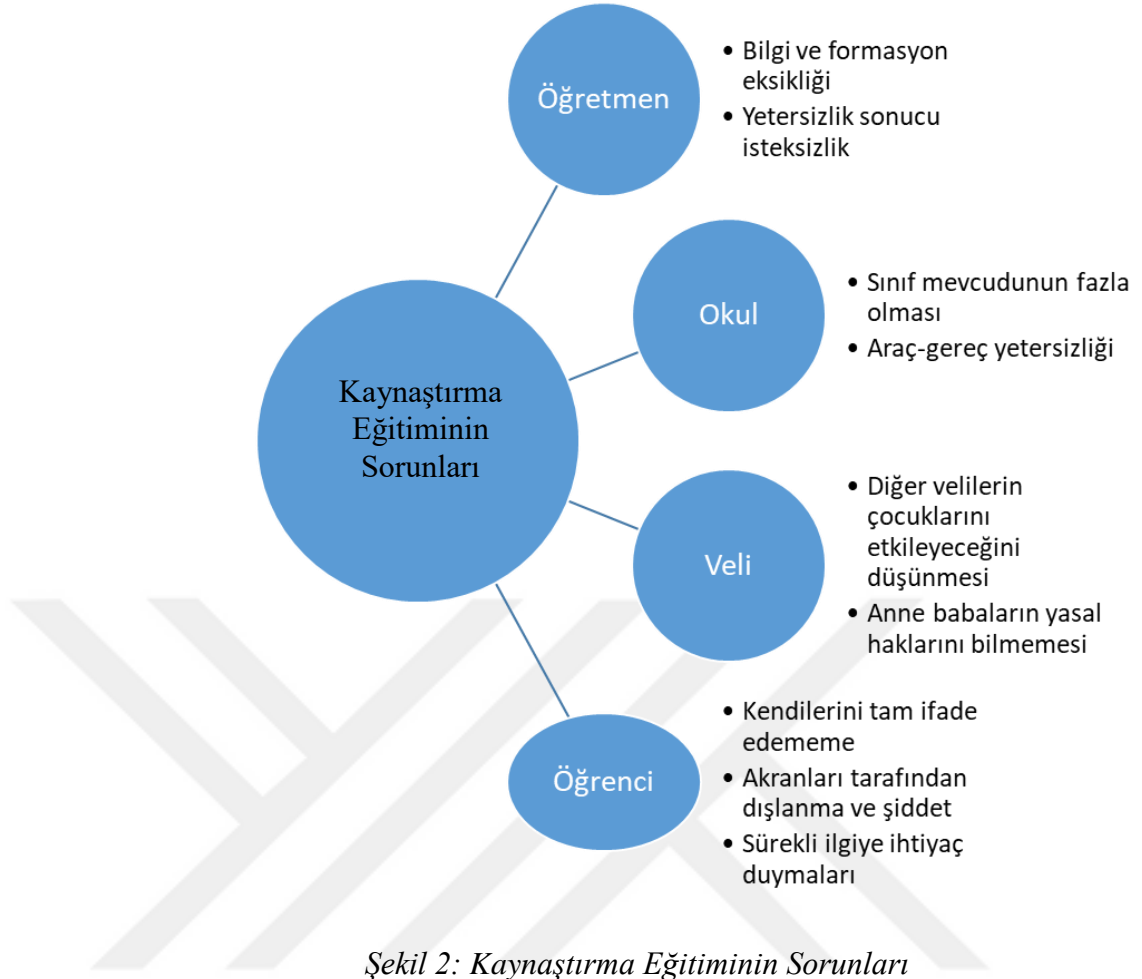 Öğretmen
• Bilgi ve formasyon
eksikliği
• Yetersizlik sonucu
isteksizlik
Okul
• Sınıf mevcudunun fazla
olması
• Araç-gereç yetersizliği
Kaynaştırma
Eğitiminin
Sorunları
Veli
• Diğer velilerin
çocuklarını
etkileyeceğini
düşünmesi
• Anne babaların yasal
haklarını bilmemesi
Öğrenci
• Kendilerini tam ifade
edememe
• Akranları tarafından
dışlanma ve şiddet
• Sürekli ilgiye ihtiyaç
duymaları
Şekil 2: Kaynaştırma Eğitiminin Sorunları